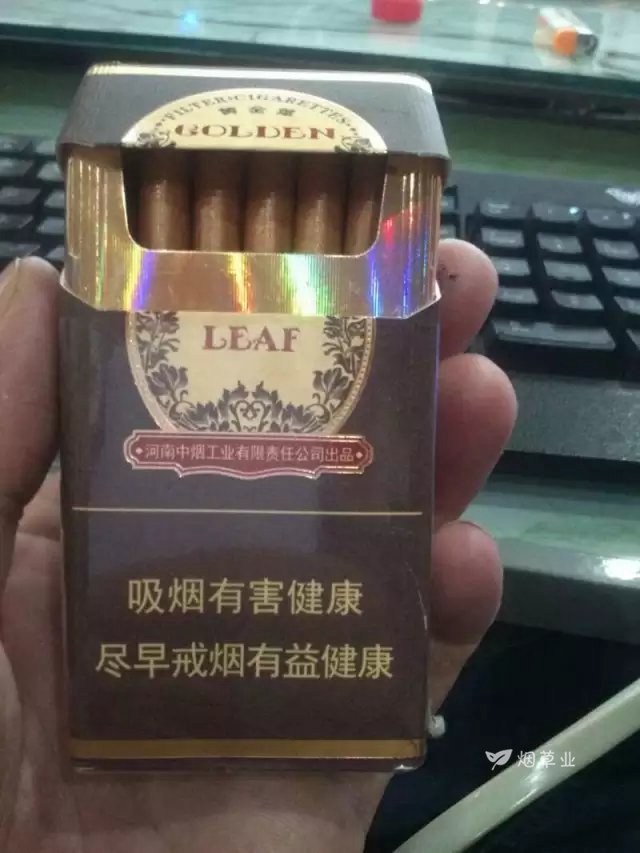 FILTER·CIGARETTES
黄金叶
GOLDEN
LEAF
河南中烟工业有限责任公司出品
吸烟有害健康
尽早戒烟有益健康
烟草业